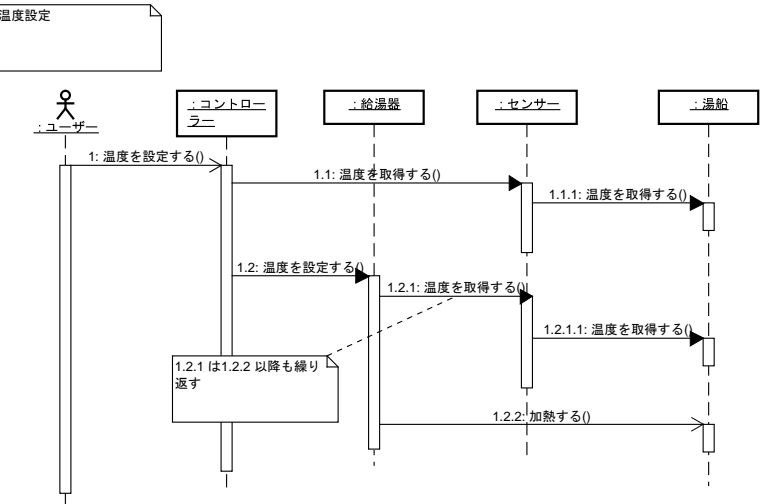 温度設定
: ユーザー
: コントロー
ラー
: 給湯器
: センサー
: 湯船
1: 温度を設定する()
1.1: 温度を取得する()
1.1.1: 温度を取得する()
1.2: 温度を設定する()
1.2.1: 温度を取得する()
1.2.1.1: 温度を取得する()
1.2.1 は1.2.2 以降も繰り
返す
1.2.2: 加熱する()